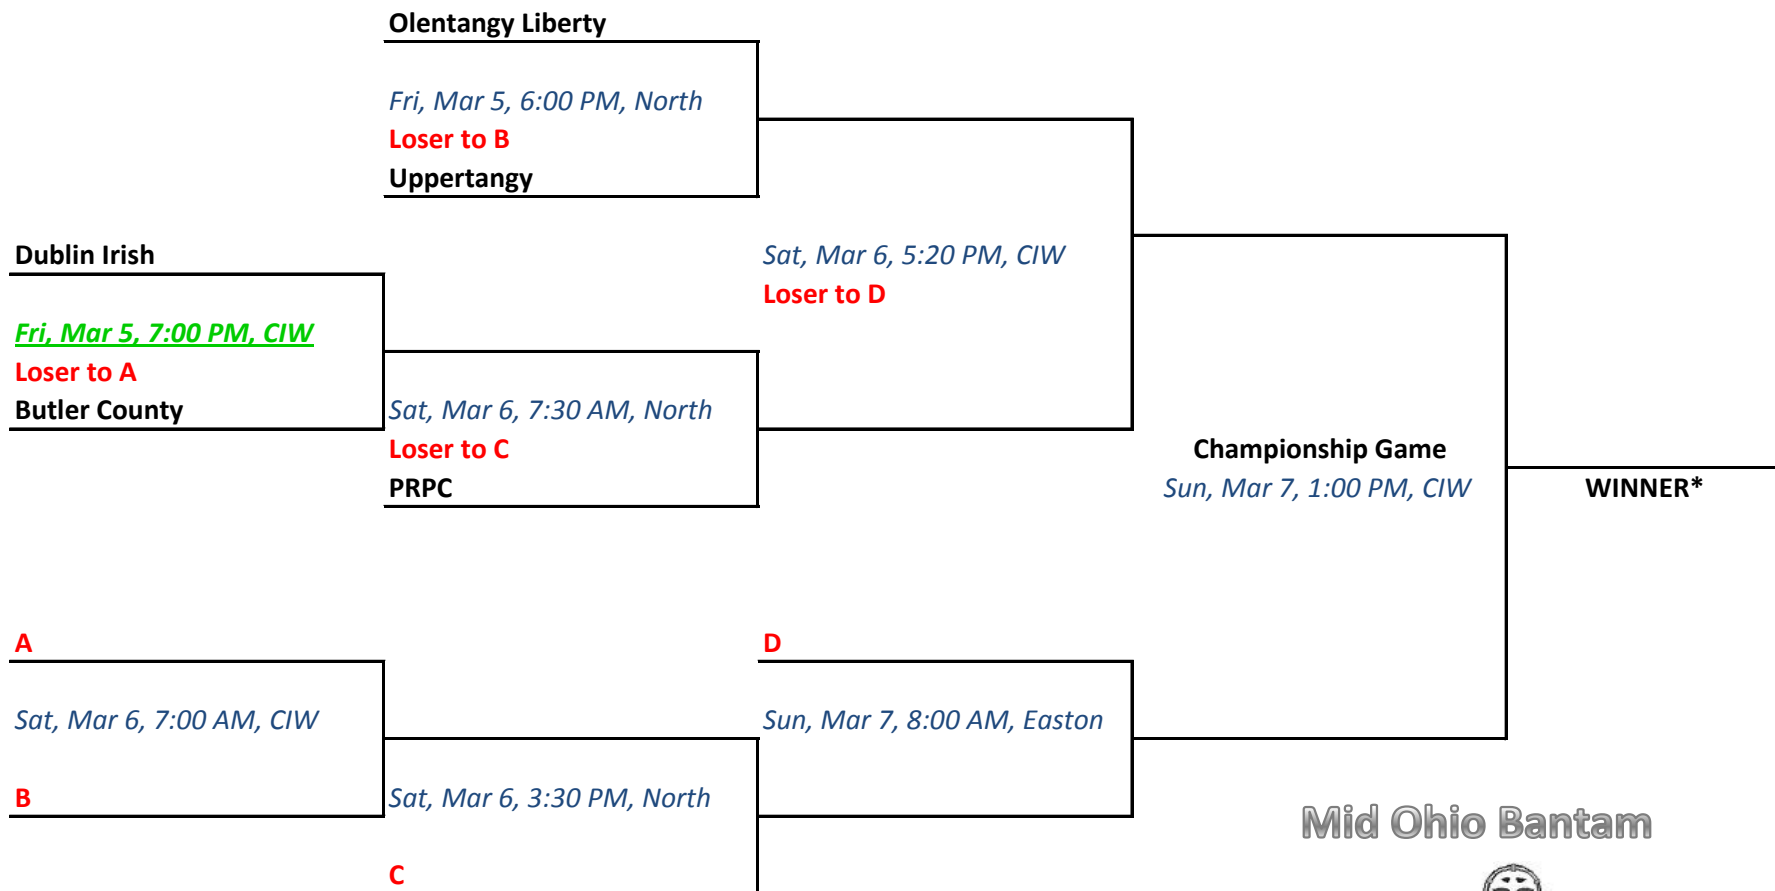 Olentangy Liberty
Fri, Mar 5, 6:00 PM, North
Loser to B
Uppertangy
Dublin Irish
Sat, Mar 6, 5:20 PM, CIW
Loser to D
Fri, Mar 5, 7:00 PM, CIW
Loser to A
Butler County
Sat, Mar 6, 7:30 AM, North
Loser to C
PRPC
Championship Game
Sun, Mar 7, 1:00 PM, CIW
WINNER*
A
D
Sat, Mar 6, 7:00 AM, CIW
Sun, Mar 7, 8:00 AM, Easton
B
Sat, Mar 6, 3:30 PM, North
Mid Ohio Bantam
C